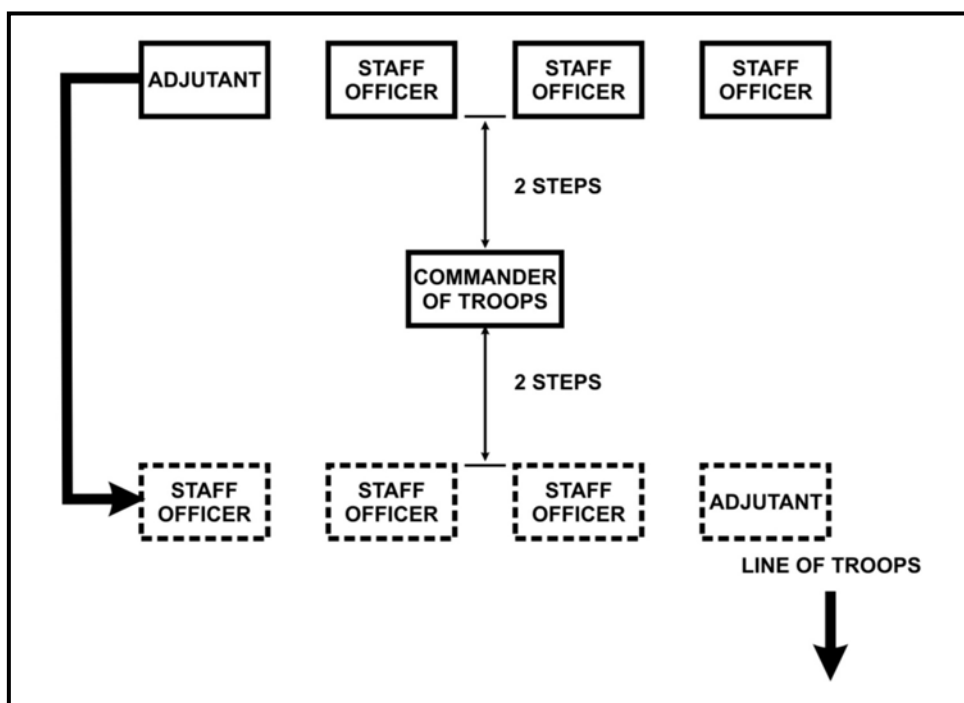 ADJUTANT
STAFF
OFFICER
STAFF
OFFICER
STAFF
OFFICER
2 STEPS
COMMANDER
OF TROOPS
2 STEPS
STAFF
OFFICER
STAFF
OFFICER
STAFF
OFFICER
ADJUTANT
LINE OF TROOPS